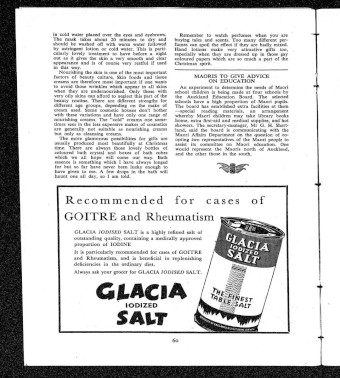 in cold water placed over the eyes and eyebrows.
The mask takes about 20 minutes to dry and
should be washed off with warm water followed
by astringent lotion or cold water. This is parti-
cularly lovely treatment to have before a night
out as it gives the skin a very smooth and clear
appearance and is of course very useful if used
in this way.
Nourishing the skin is one of the most important
factors of beauty culture. Skin foods and tissue
creams are therefore most important if one wants
to avoid those wrinkles which appear in all skins
when they are undernourished. Only those with
very oily skins can afford to neglect this part of the
beauty routine. There are different strengths for
different age groups, depending on the make of
cream used. Some cosmetic houses don't bother
with these variations and have only one range of
nourishing creams. The "cold" creams one some-
times sees in the less expensive makes of cosmetics
are generally not suitable as nourishing creams
but only as cleansing creams.
The more glamorous possibilities for gifts are
usually produced most beautifully at Christmas
time. There are always those lovely bottles of
coloured bath crystal and boxes of bath cubes
which we all hope will come our way. Bath
essence is something which I have always longed
for but so far have never been lucky enough to
have given to me. A few drops in the bath will
haunt one all day, so I am told.
Remember to watch perfumes when you are
buying talcs and scents. Too many different per-
fumes can spoil the effect if they are badly mixed.
Hand lotions make very attractive gifts too,
especially when they are dressed up in those gay
coloured papers which are so much a part of the
Christmas spirit.
MAORIS TO GIVE ADVICE
ON EDUCATION
An experiment to determine the needs of Maori
school children is being made of four schools by
the Auckland Education Board. The selected
schools have a high proportion of Maori pupils.
The board has established extra facilities at them
—special reading materials, an arrangement
whereby Maori children may take library books
home, extra first-aid and medical supplies, and hot
showers. The secretary-manager, Mr G. R. Short-
land, said the board is communicating with the
Maori Affairs Department on the question of co-
opting two representatives of the Maori people to
assist its committee on education. One
would represent the Maoris north of Auckland,
and the other those to the south.
Recommended for cases of
GOITRE and Rheumatism
GLACIA IODISED SALT is a highly refined salt of
outstanding quality, containing a medically approved
proportion of IODINE
It is particularly recommended for cases of GOITRE
and Rheumatism, and is beneficial in replenishing
deficiencies in the ordinary diet.
Always ask your grocer for GLACIA IODISED SALT.
GLACIA
IODIZED
SALT
GLACIA
IODIZED
SALT
THE FINEST
TABLE SALT
60